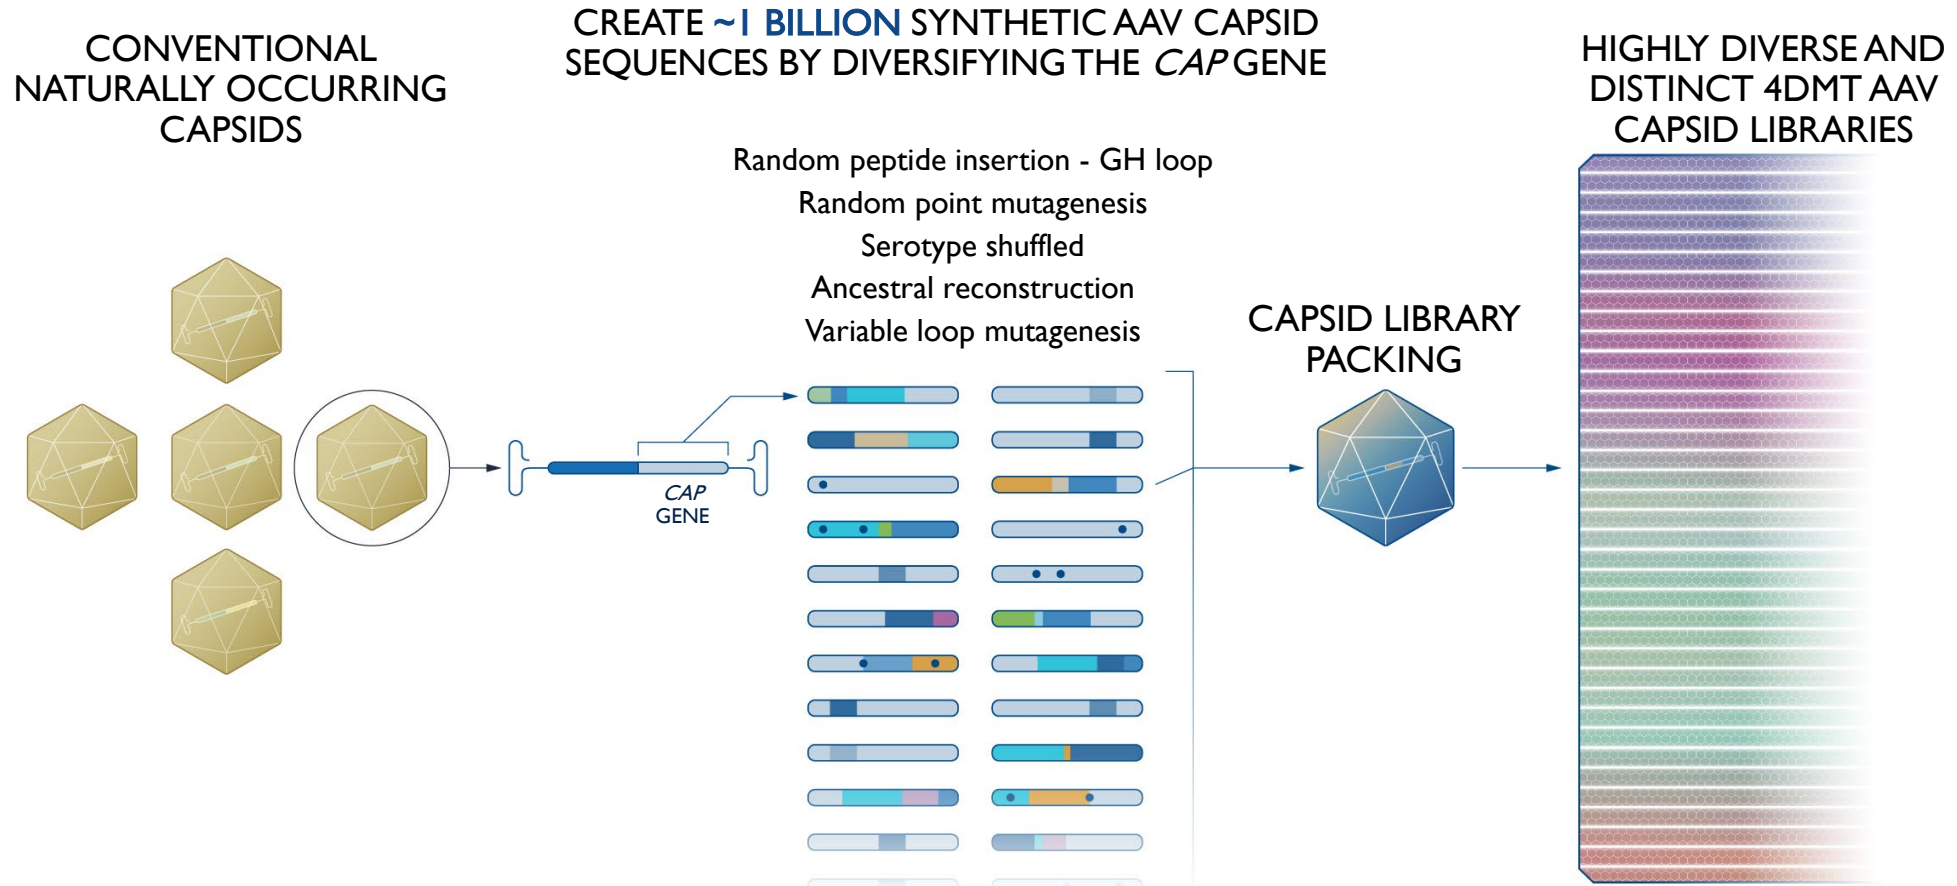 CONVENTIONAL
NATURALLY OCCURRING
CAPSIDS
CREATE ~1 BILLION SYNTHETIC AAV CAPSID
SEQUENCES BY DIVERSIFYING THE CAP GENE
Random peptide insertion - GH loop
Random point mutagenesis
Serotype shuffled
Ancestral reconstruction
Variable loop mutagenesis
CAP
GENE
CAPSID LIBRARY
PACKING
HIGHLY DIVERSE AND
DISTINCT 4DMT AAV
CAPSID LIBRARIES